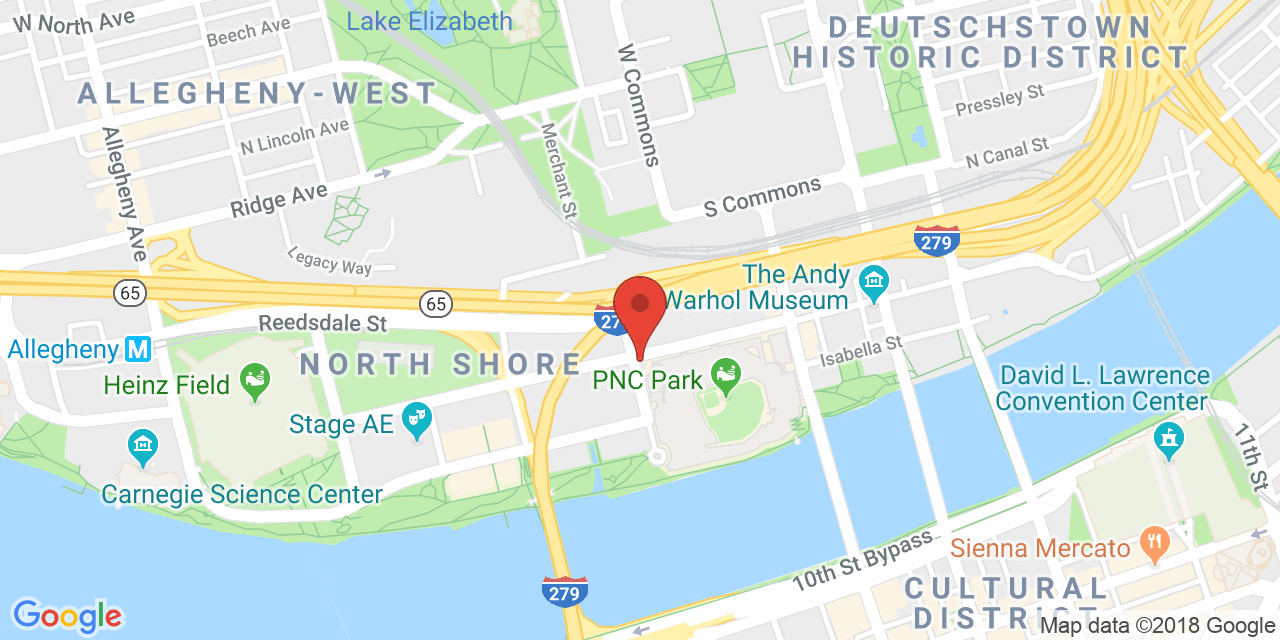 W North Ave
Beech Ave
Lake Elizabeth
DEUTSCHSTOWN
HISTORIC DISTRICT
ALLEGHENY-WEST
W Commons
Pressley St
N Lincoln Ave
Merchant St
N Canal St
Allegheny Ave
Ridge Ave
S Commons
Legacy Way
279
65
65
The Andy
Warhol Museum
279
Reedsdale St
Allegheny M
NORTH SHORE
Isabella St
Heinz Field
PNC Park
David L. Lawrence
Convention Center
Stage AE
11th St
Carnegie Science Center
Sienna Mercato
10th St Bypass
279
CULTURAL
DISTRICT
Google
Map data ©2018 Google